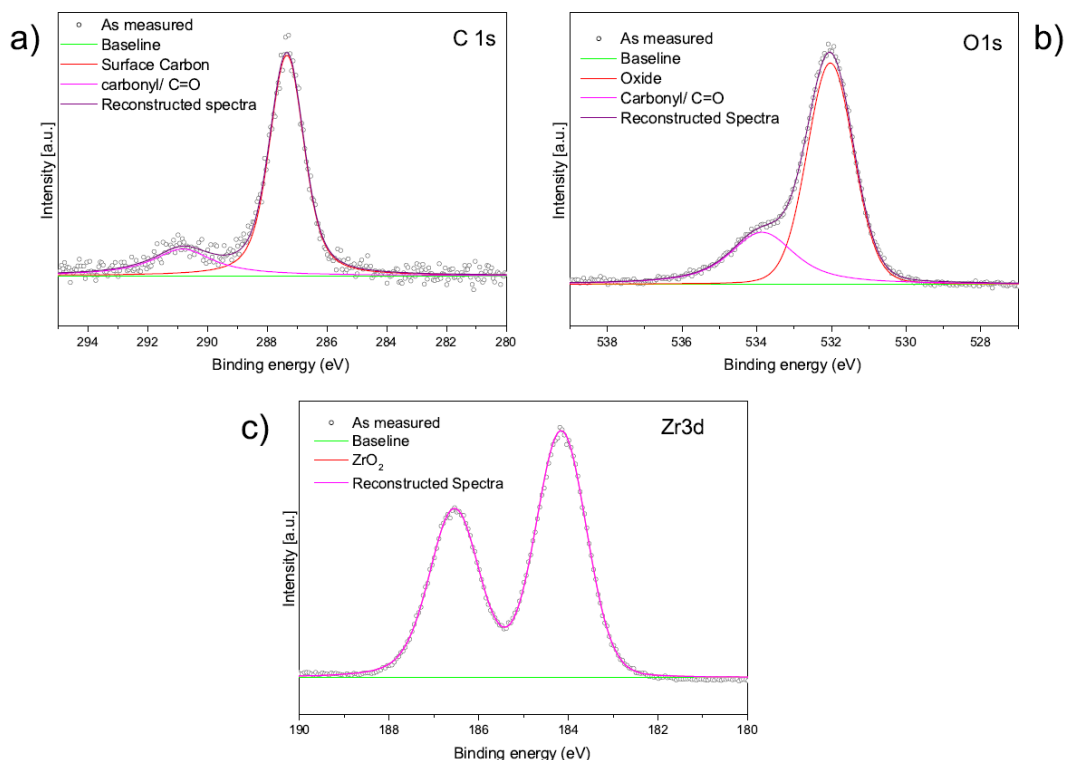 a)
C 1s
As measured
Baseline
Surface Carbon
carbonyl/ C=O
Reconstructed spectra
Intensity [a.u.]
294 292 290 288 286 284 282 280
Binding energy (eV)
b)
O1s
As measured
Baseline
Oxide
Carbonyl/ C=O
Reconstructed Spectra
Intensity [a.u.]
538 536 534 532 530 528
Binding energy (eV)
c)
Zr3d
As measured
Baseline
ZrO₂
Reconstructed Spectra
Intensity [a.u.]
190 188 186 184 182 180
Binding energy (eV)